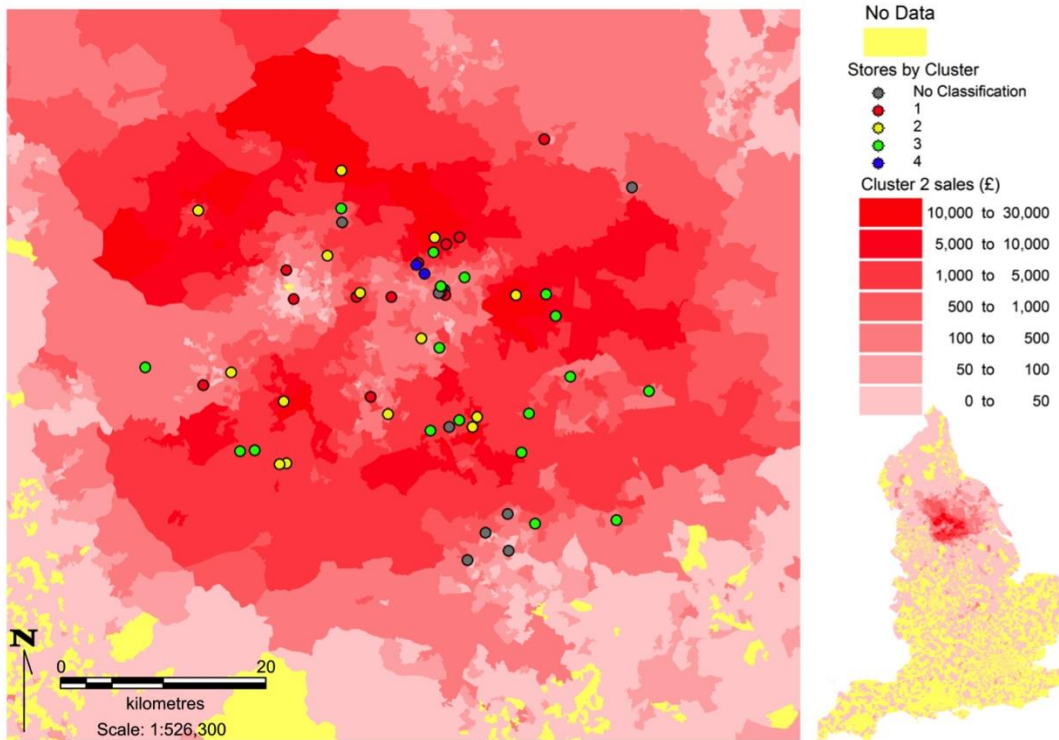 No Data
Stores by Cluster
No Classification
1
2
3
4
Cluster 2 sales (£)
10,000 to 30,000
5,000 to 10,000
1,000 to 5,000
500 to 1,000
100 to 500
50 to 100
0 to 50
N
0 20
kilometres
Scale: 1:526,300